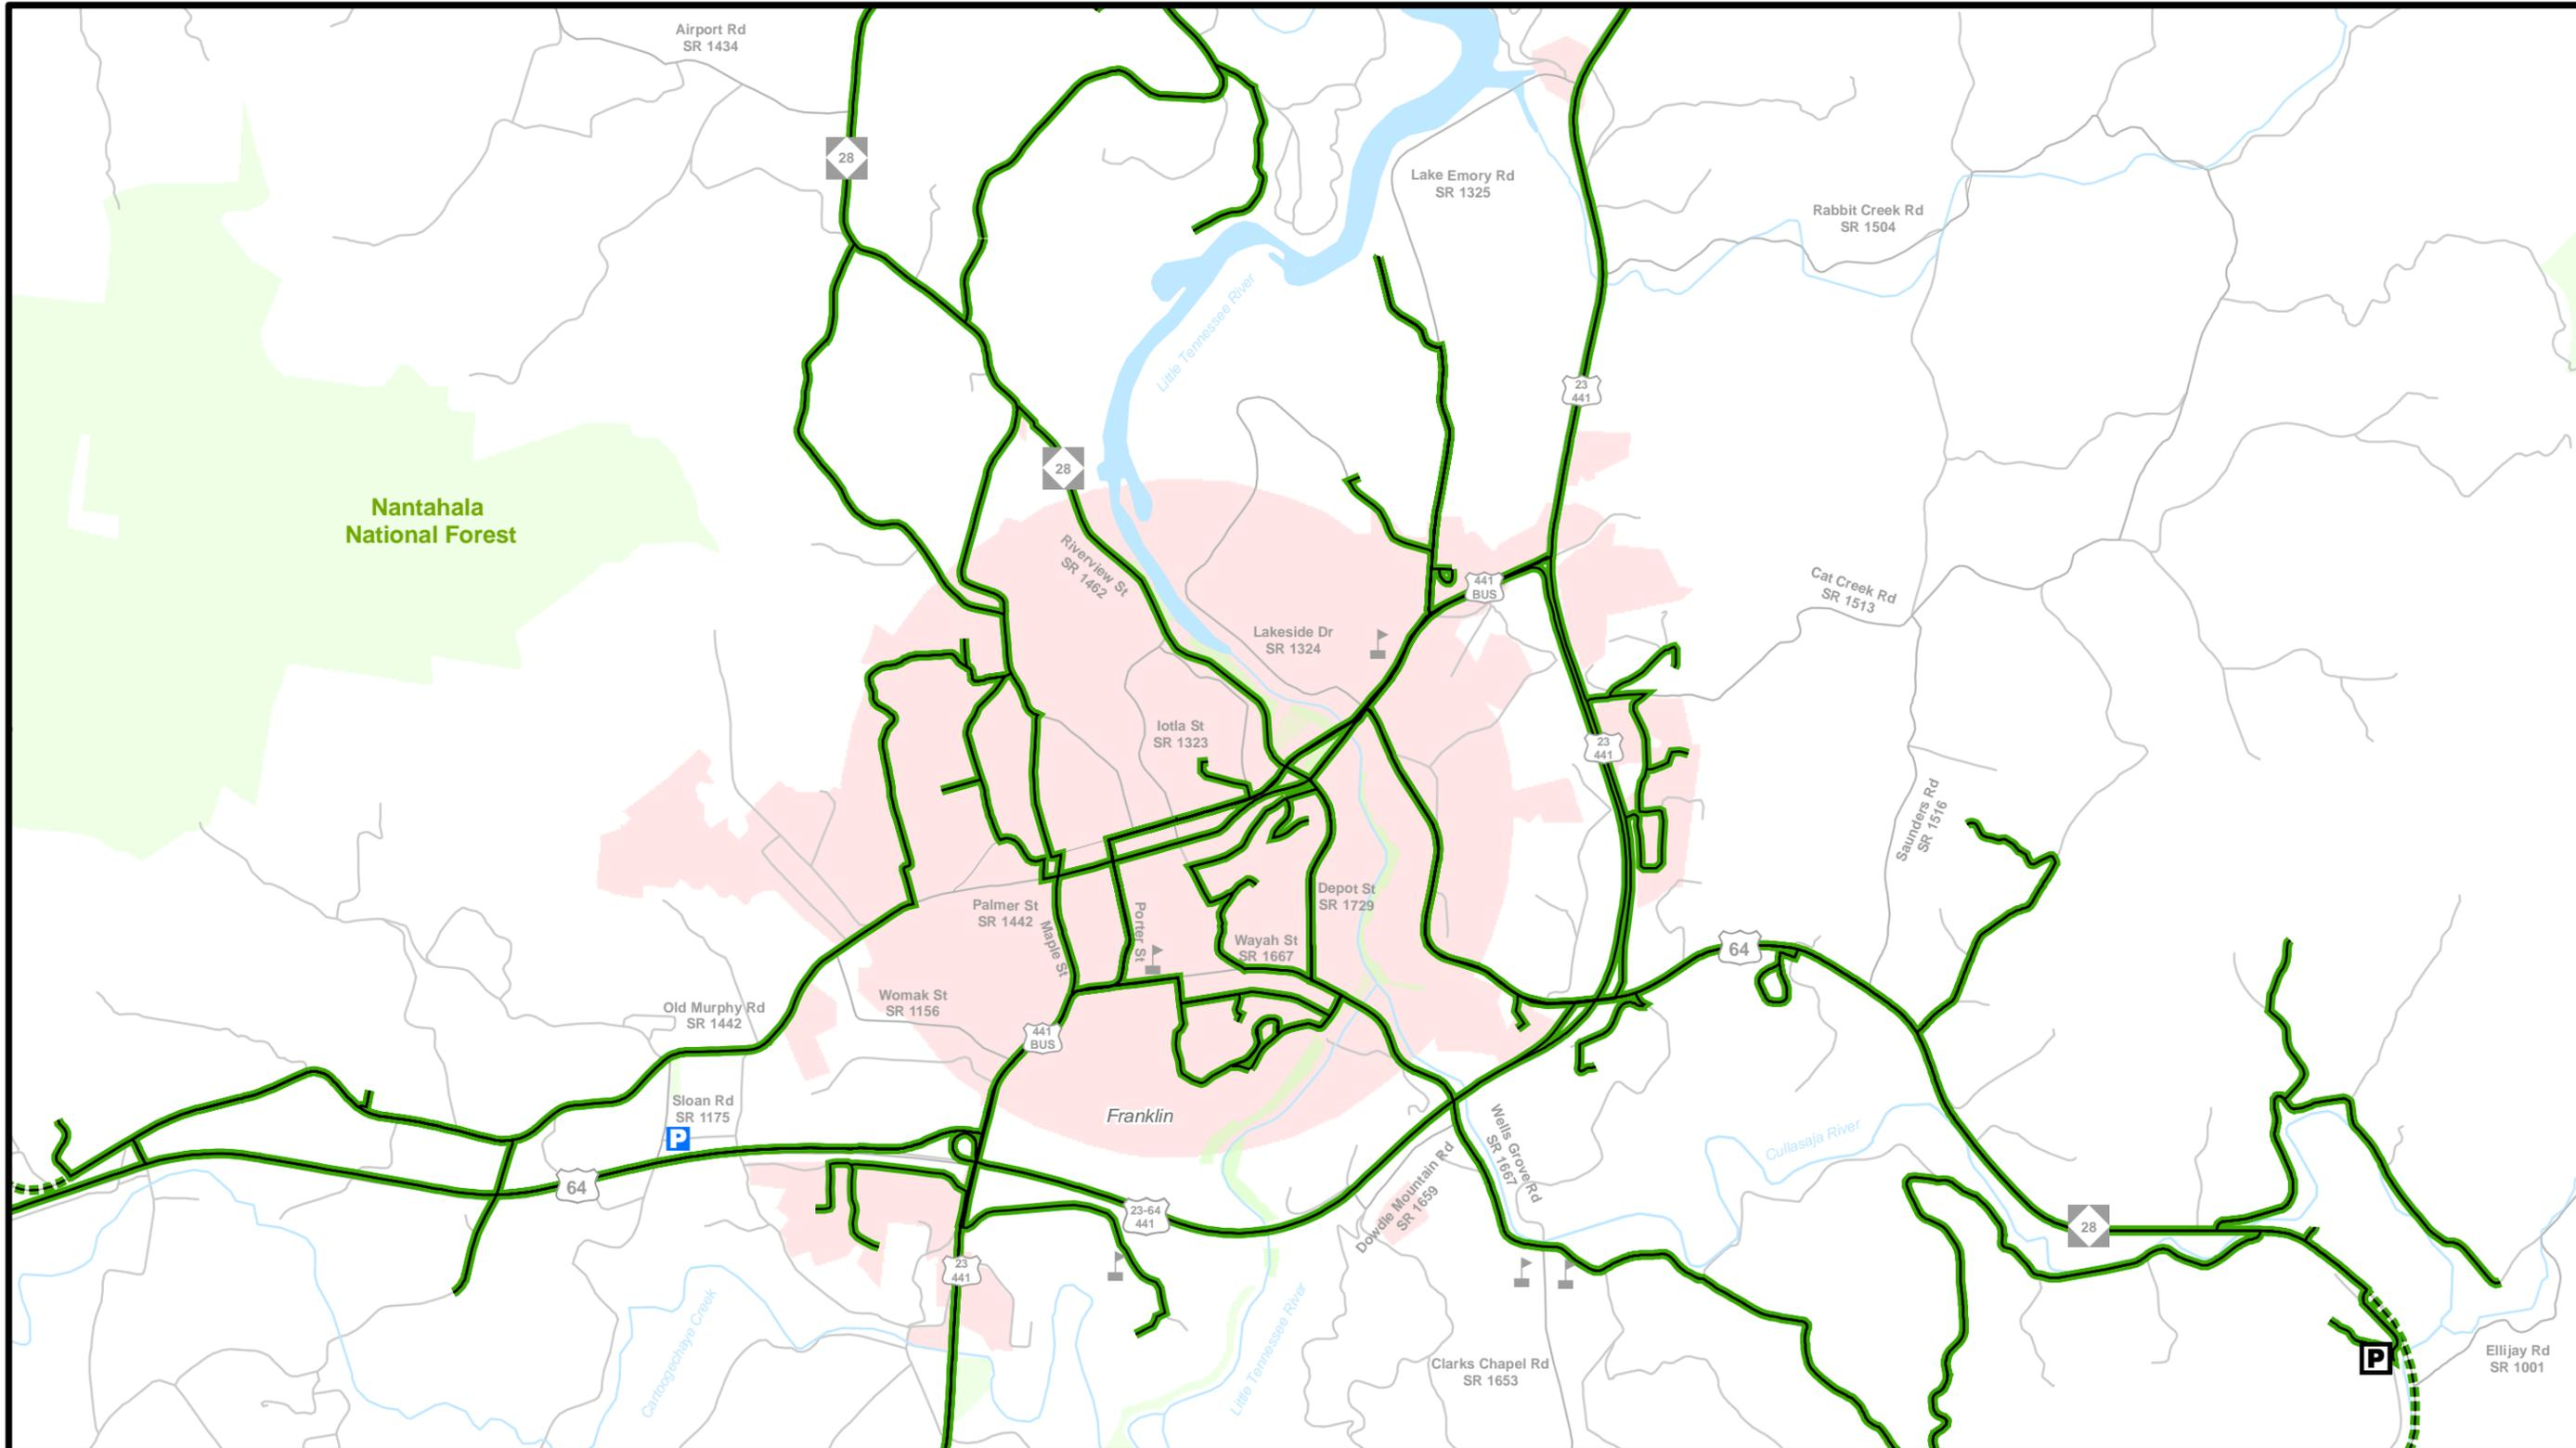 Airport Rd
SR 1434
28
Lake Emory Rd
SR 1325
Rabbit Creek Rd
SR 1504
Little Tennessee River
23
441
28
Nantahala
National Forest
Riverview St
SR 1462
441
BUS
Cat Creek Rd
SR 1513
Lakeside Dr
SR 1324
Iotla St
SR 1323
23
441
Saunders Rd
SR 1516
Palmer St
SR 1442
Maple St
Porter St
Depot St
SR 1729
Wayah St
SR 1667
64
Old Murphy Rd
SR 1442
Womak St
SR 1156
441
BUS
Sloan Rd
SR 1175
P
Franklin
Wells Grove Rd
SR 1667
Cullasaja River
64
23-64
441
Dowdle Mountain Rd
SR 1659
28
23
441
Cartoogechaye Creek
Little Tennessee River
Clarks Chapel Rd
SR 1653
P
Ellijay Rd
SR 1001